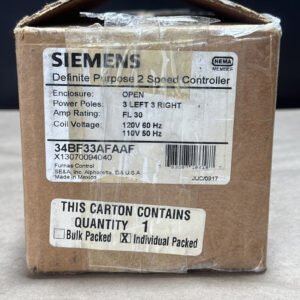 SIEMENS
NEMA
MEMBER
Definite Purpose 2 Speed Controller
Enclosure: OPEN
Power Poles: 3 LEFT 3 RIGHT
Amp Rating: FL 30
Coil Voltage: 120V 60 Hz
110V 50 Hz
34BF33AFAAF
X13070094040
Furnas Control
SE&A, Inc. Alpharetta, GA U.S.A.
Made in Mexico
THIS CARTON CONTAINS
QUANTITY 1
Bulk Packed X Individual Packed